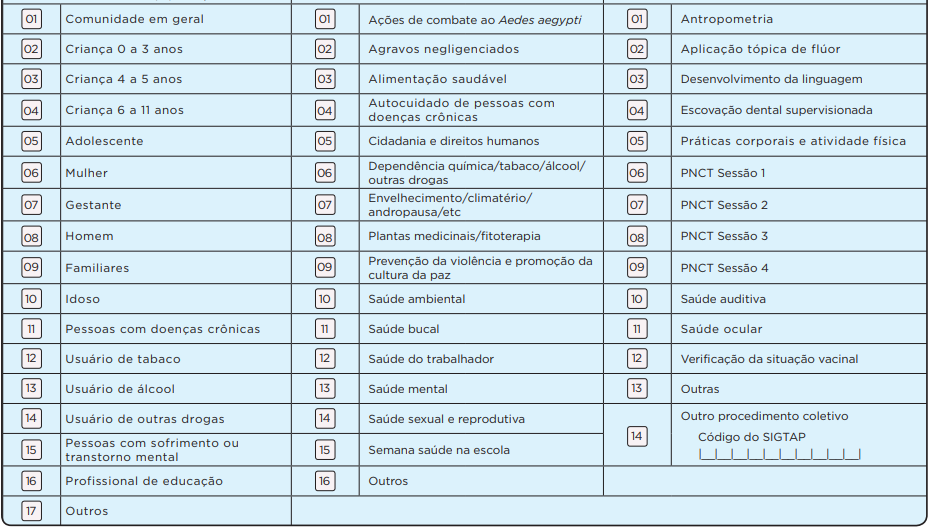 01 Comunidade em geral
02 Criança 0 a 3 anos
03 Criança 4 a 5 anos
04 Criança 6 a 11 anos
05 Adolescente
06 Mulher
07 Gestante
08 Homem
09 Familiares
10 Idoso
11 Pessoas com doenças crônicas
12 Usuário de tabaco
13 Usuário de álcool
14 Usuário de outras drogas
15 Pessoas com sofrimento ou
transtorno mental
16 Profissional de educação
17 Outros
01 Ações de combate ao Aedes aegypti
02 Agravos negligenciados
03 Alimentação saudável
04 Autocuidado de pessoas com
doenças crônicas
05 Cidadania e direitos humanos
06 Dependência química/tabaco/álcool/
outras drogas
07 Envelhecimento/climatério/
andropausa/etc
08 Plantas medicinais/fitoterapia
09 Prevenção da violência e promoção da
cultura da paz
10 Saúde ambiental
11 Saúde bucal
12 Saúde do trabalhador
13 Saúde mental
14 Saúde sexual e reprodutiva
15 Semana saúde na escola
16 Outros
01 Antropometria
02 Aplicação tópica de flúor
03 Desenvolvimento da linguagem
04 Escovação dental supervisionada
05 Práticas corporais e atividade física
06 PNCT Sessão 1
07 PNCT Sessão 2
08 PNCT Sessão 3
09 PNCT Sessão 4
10 Saúde auditiva
11 Saúde ocular
12 Verificação da situação vacinal
13 Outras
14 Outro procedimento coletivo
Código do SIGTAP